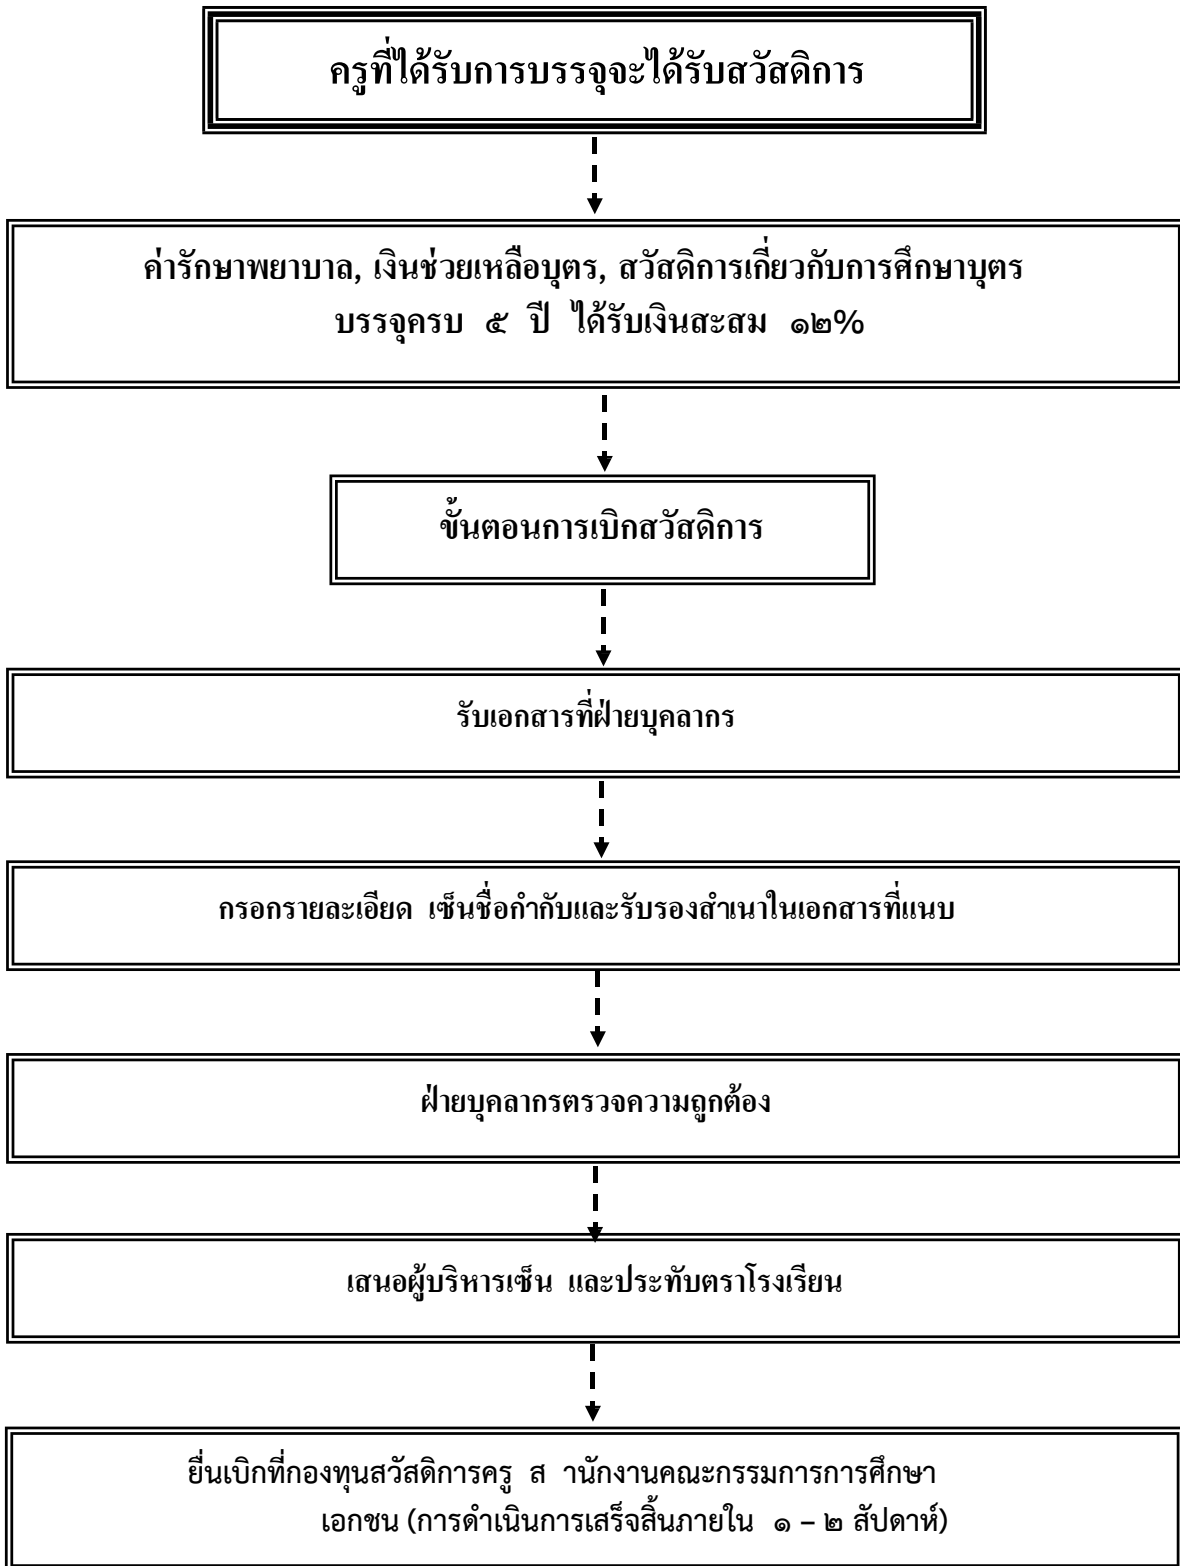 ครูที่ได้รับการบรรจุจะได้รับสวัสดิการ
ค่ารักษาพยาบาล, เงินช่วยเหลือบุตร, สวัสดิการเกี่ยวกับการศึกษาบุตร
บรรจุครบ ๕ ปี ได้รับเงินสะสม ๑๒%
ขั้นตอนการเบิกสวัสดิการ
รับเอกสารที่ฝ่ายบุคลากร
กรอกรายละเอียด เซ็นชื่อกำกับและรับรองสำเนาในเอกสารที่แนบ
ฝ่ายบุคลากรตรวจความถูกต้อง
เสนอผู้บริหารเซ็น และประทับตราโรงเรียน
ยื่นเบิกที่กองทุนสวัสดิการครู ส านักงานคณะกรรมการการศึกษา
เอกชน (การดำเนินการเสร็จสิ้นภายใน ๑ – ๒ สัปดาห์)